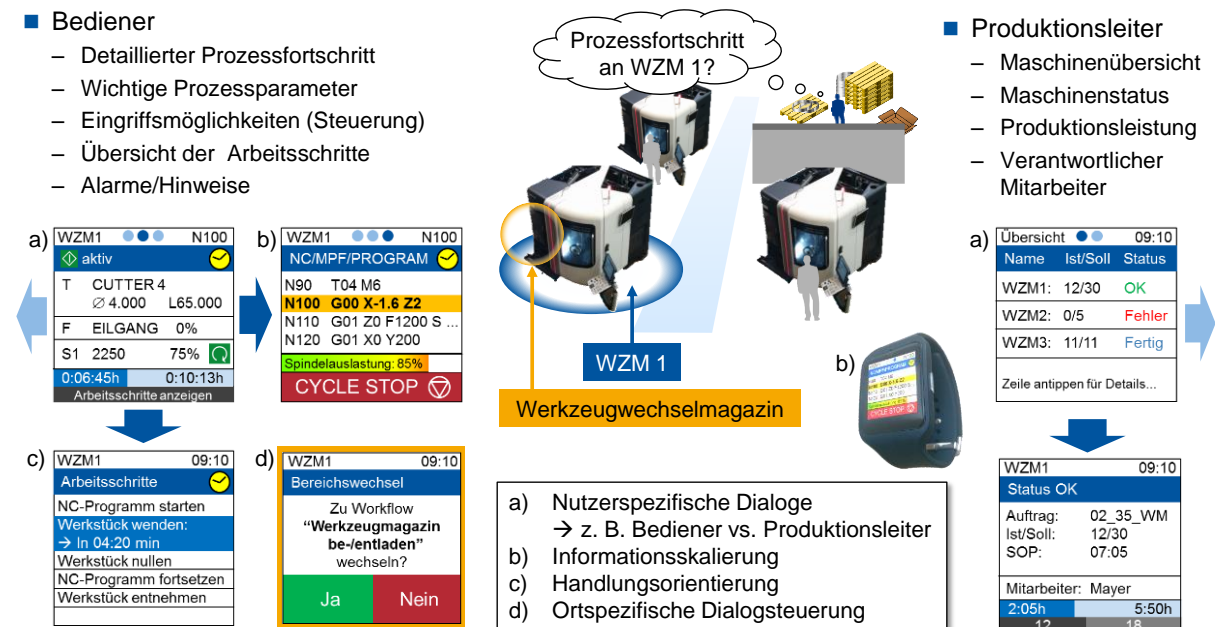 Bediener
– Detaillierter Prozessfortschritt
– Wichtige Prozessparameter
– Eingriffsmöglichkeiten (Steuerung)
– Übersicht der Arbeitsschritte
– Alarme/Hinweise
Prozessfortschritt
an WZM 1?
Produktionsleiter
– Maschinenübersicht
– Maschinenstatus
– Produktionsleistung
– Verantwortlicher
Mitarbeiter
a)
WZM1 N100
aktiv
T CUTTER 4
∅ 4.000 L65.000
F EILGANG 0%
S1 2250 75%
0:06:45h 0:10:13h
Arbeitsschritte anzeigen
b)
WZM1 N100
NC/MPF/PROGRAM
N90 T04 M6
N100 G00 X-1.6 Z2
N110 G01 Z0 F1200 S ...
N120 G01 X0 Y200
Spindelauslastung: 85%
CYCLE STOP
c)
WZM1 09:10
Arbeitsschritte
NC-Programm starten
Werkstück wenden:
→ In 04:20 min
Werkstück nullen
NC-Programm fortsetzen
Werkstück entnehmen
d)
WZM1 09:10
Bereichswechsel
Zu Workflow
“Werkzeugmagazin
be-/entladen”
wechseln?
Ja Nein
WZM 1
Werkzeugwechselmagazin
b)
CYCLE STOP
a) Nutzerspezifische Dialoge
→ z. B. Bediener vs. Produktionsleiter
b) Informationsskalierung
c) Handlungsorientierung
d) Ortspezifische Dialogsteuerung
a)
Übersicht 09:10
Name Ist/Soll Status
WZM1: 12/30 OK
WZM2: 0/5 Fehler
WZM3: 11/11 Fertig
Zeile antippen für Details...
WZM1 09:10
Status OK
Auftrag: 02_35_WM
Ist/Soll: 12/30
SOP: 07:05
Mitarbeiter: Mayer
2:05h 5:50h
12 18